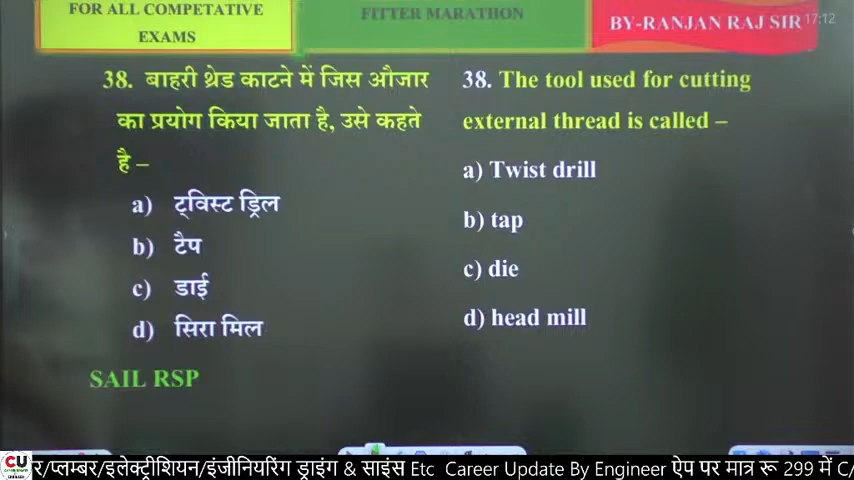 FOR ALL COMPETATIVE
EXAMS
FITTER MARATHON
BY-RANJAN RAJ SIR
17:12
38. बाहरी थ्रेड काटने में जिस औजार
का प्रयोग किया जाता है, उसे कहते
है –
a) ट्विस्ट ड्रिल
b) टैप
c) डाई
d) सिरा मिल
SAIL RSP
38. The tool used for cutting
external thread is called –
a) Twist drill
b) tap
c) die
d) head mill
CU
र/प्लम्बर/इलेक्ट्रीशियन/इंजीनियरिंग ड्राइंग & साइंस Etc Career Update By Engineer ऐप पर मात्र रू 299 में C/